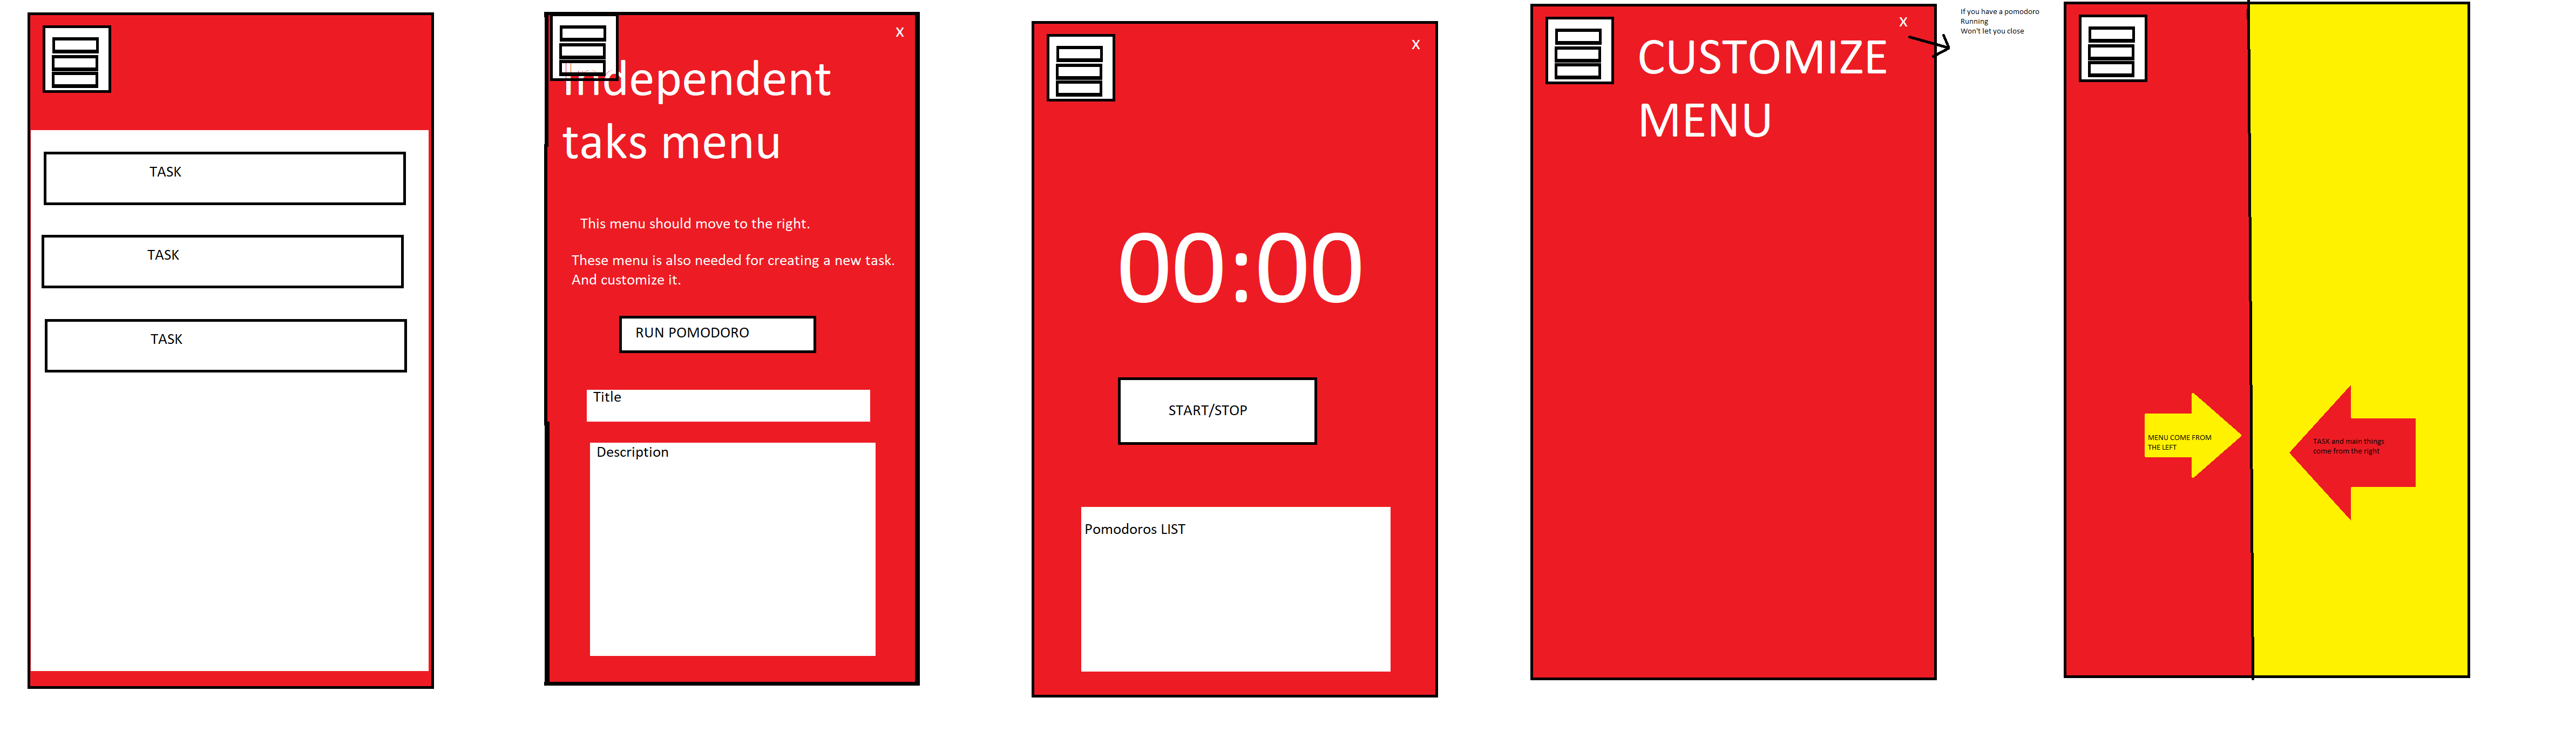 TASK
TASK
TASK
x
Independent
taks menu
This menu should move to the right.
These menu is also needed for creating a new task.
And customize it.
RUN POMODORO
Title
Description
x
00:00
START/STOP
Pomodoros LIST
x
CUSTOMIZE
MENU
If you have a pomodoro
Running
Won't let you close
MENU COME FROM
THE LEFT
TASK and main things
come from the right